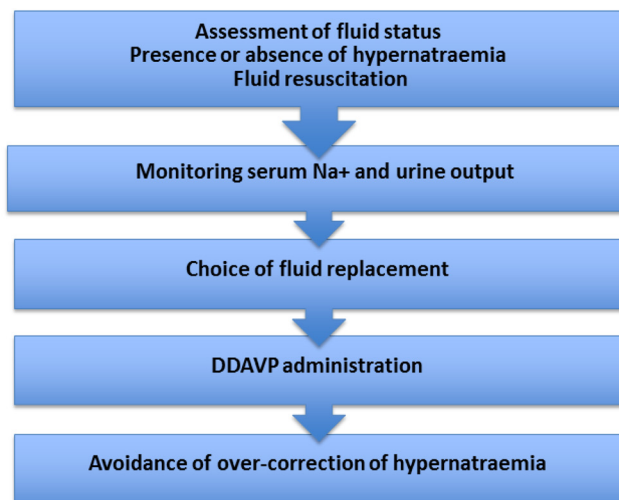 Assessment of fluid status
Presence or absence of hypernatraemia
Fluid resuscitation
Monitoring serum Na+ and urine output
Choice of fluid replacement
DDAVP administration
Avoidance of over-correction of hypernatraemia